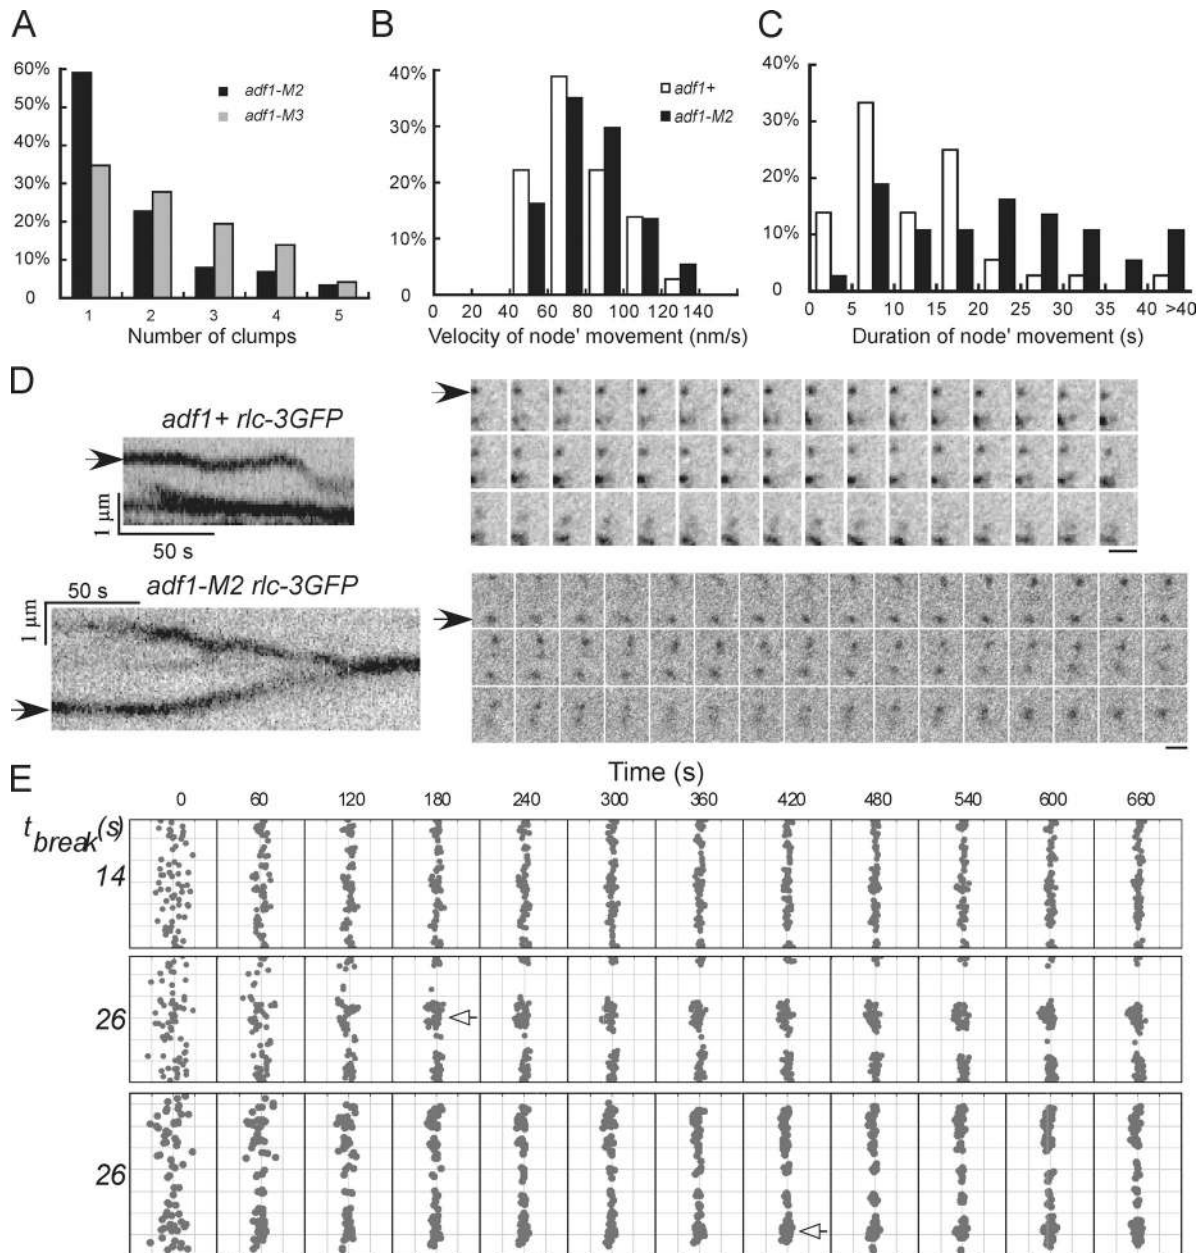 A
60%
50%
40%
30%
20%
10%
0
adf1-M2
adf1-M3
1 2 3 4 5
Number of clumps
B
40%
30%
20%
10%
0
adf1+
adf1-M2
0 20 40 60 80 100 120 140
Velocity of node' movement (nm/s)
C
40%
30%
20%
10%
0
0 5 10 15 20 25 30 35 40 >40
Duration of node' movement (s)
D
adf1+ rlc-3GFP
1 μm
50 s
adf1-M2 rlc-3GFP
50 s
1 μm
E
Time (s)
0 60 120 180 240 300 360 420 480 540 600 660
t break (s)
14
26
26